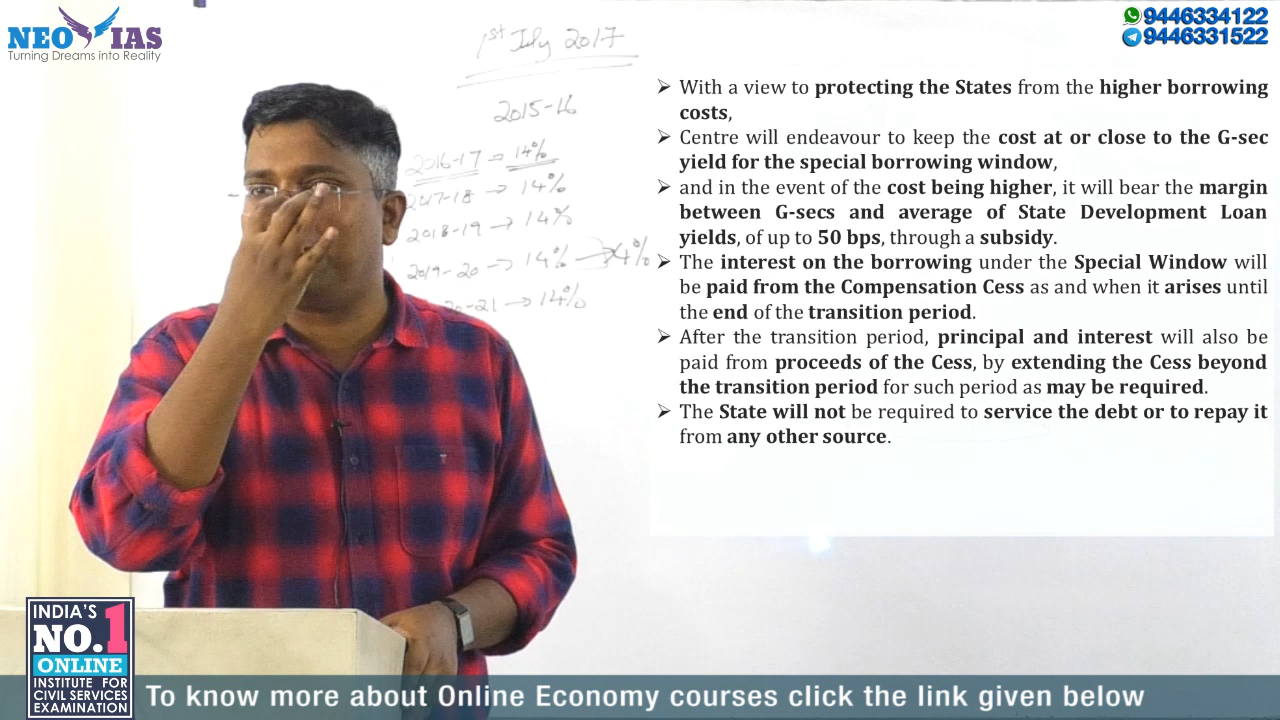 NEO IAS
Turning Dreams into Reality
9446334122
9446331522
1st July 2017
2015-16
2016-17 → 14%
2017-18 → 14%
2018-19 → 14%
2019-20 → 14% → 4%
20-21 → 14%
➢ With a view to protecting the States from the higher borrowing
costs,
➢ Centre will endeavour to keep the cost at or close to the G-sec
yield for the special borrowing window,
➢ and in the event of the cost being higher, it will bear the margin
between G-secs and average of State Development Loan
yields, of up to 50 bps, through a subsidy.
➢ The interest on the borrowing under the Special Window will
be paid from the Compensation Cess as and when it arises until
the end of the transition period.
➢ After the transition period, principal and interest will also be
paid from proceeds of the Cess, by extending the Cess beyond
the transition period for such period as may be required.
➢ The State will not be required to service the debt or to repay it
from any other source.
INDIA'S
NO.1
ONLINE
INSTITUTE FOR
CIVIL SERVICES
EXAMINATION
To know more about Online Economy courses click the link given below